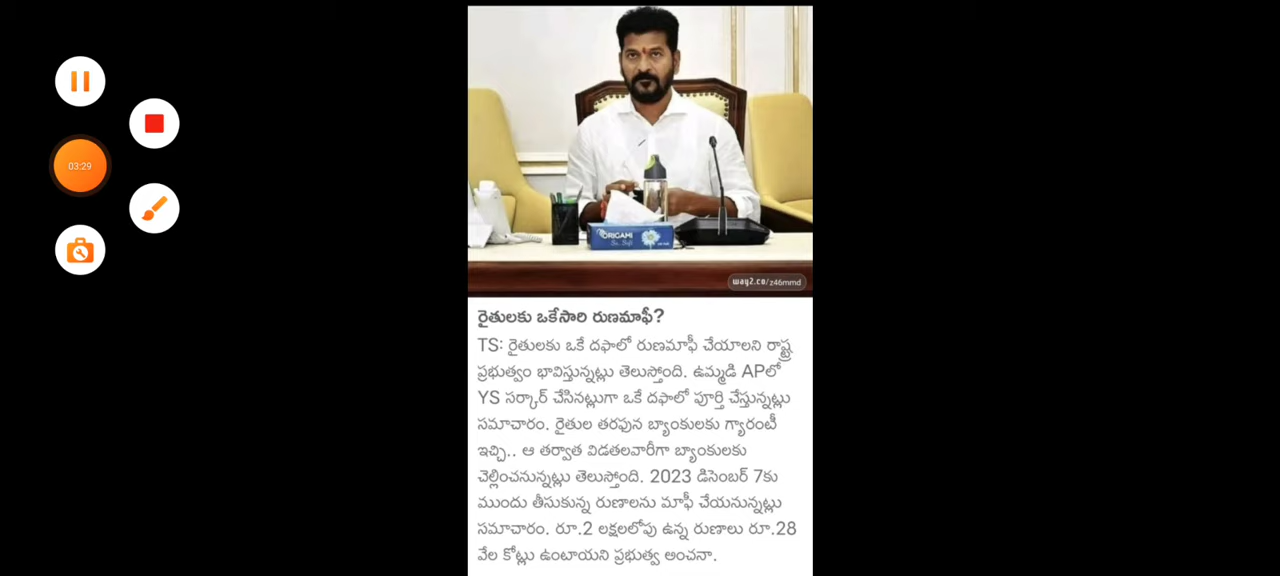 03:29
ORIGAMI
So Soft
way2.co/z46mmd
రైతులకు ఒకేసారి రుణమాఫీ?
TS: రైతులకు ఒకే దఫాలో రుణమాఫీ చేయాలని రాష్ట్ర
ప్రభుత్వం భావిస్తున్నట్లు తెలుస్తోంది. ఉమ్మడి APలో
YS సర్కార్ చేసినట్లుగా ఒకే దఫాలో పూర్తి చేస్తున్నట్లు
సమాచారం. రైతుల తరఫున బ్యాంకులకు గ్యారంటీ
ఇచ్చి.. ఆ తర్వాత విడతలవారీగా బ్యాంకులకు
చెల్లించనున్నట్లు తెలుస్తోంది. 2023 డిసెంబర్ 7కు
ముందు తీసుకున్న రుణాలను మాఫీ చేయనున్నట్లు
సమాచారం. రూ.2 లక్షలలోపు ఉన్న రుణాలు రూ.28
వేల కోట్లు ఉంటాయని ప్రభుత్వ అంచనా.